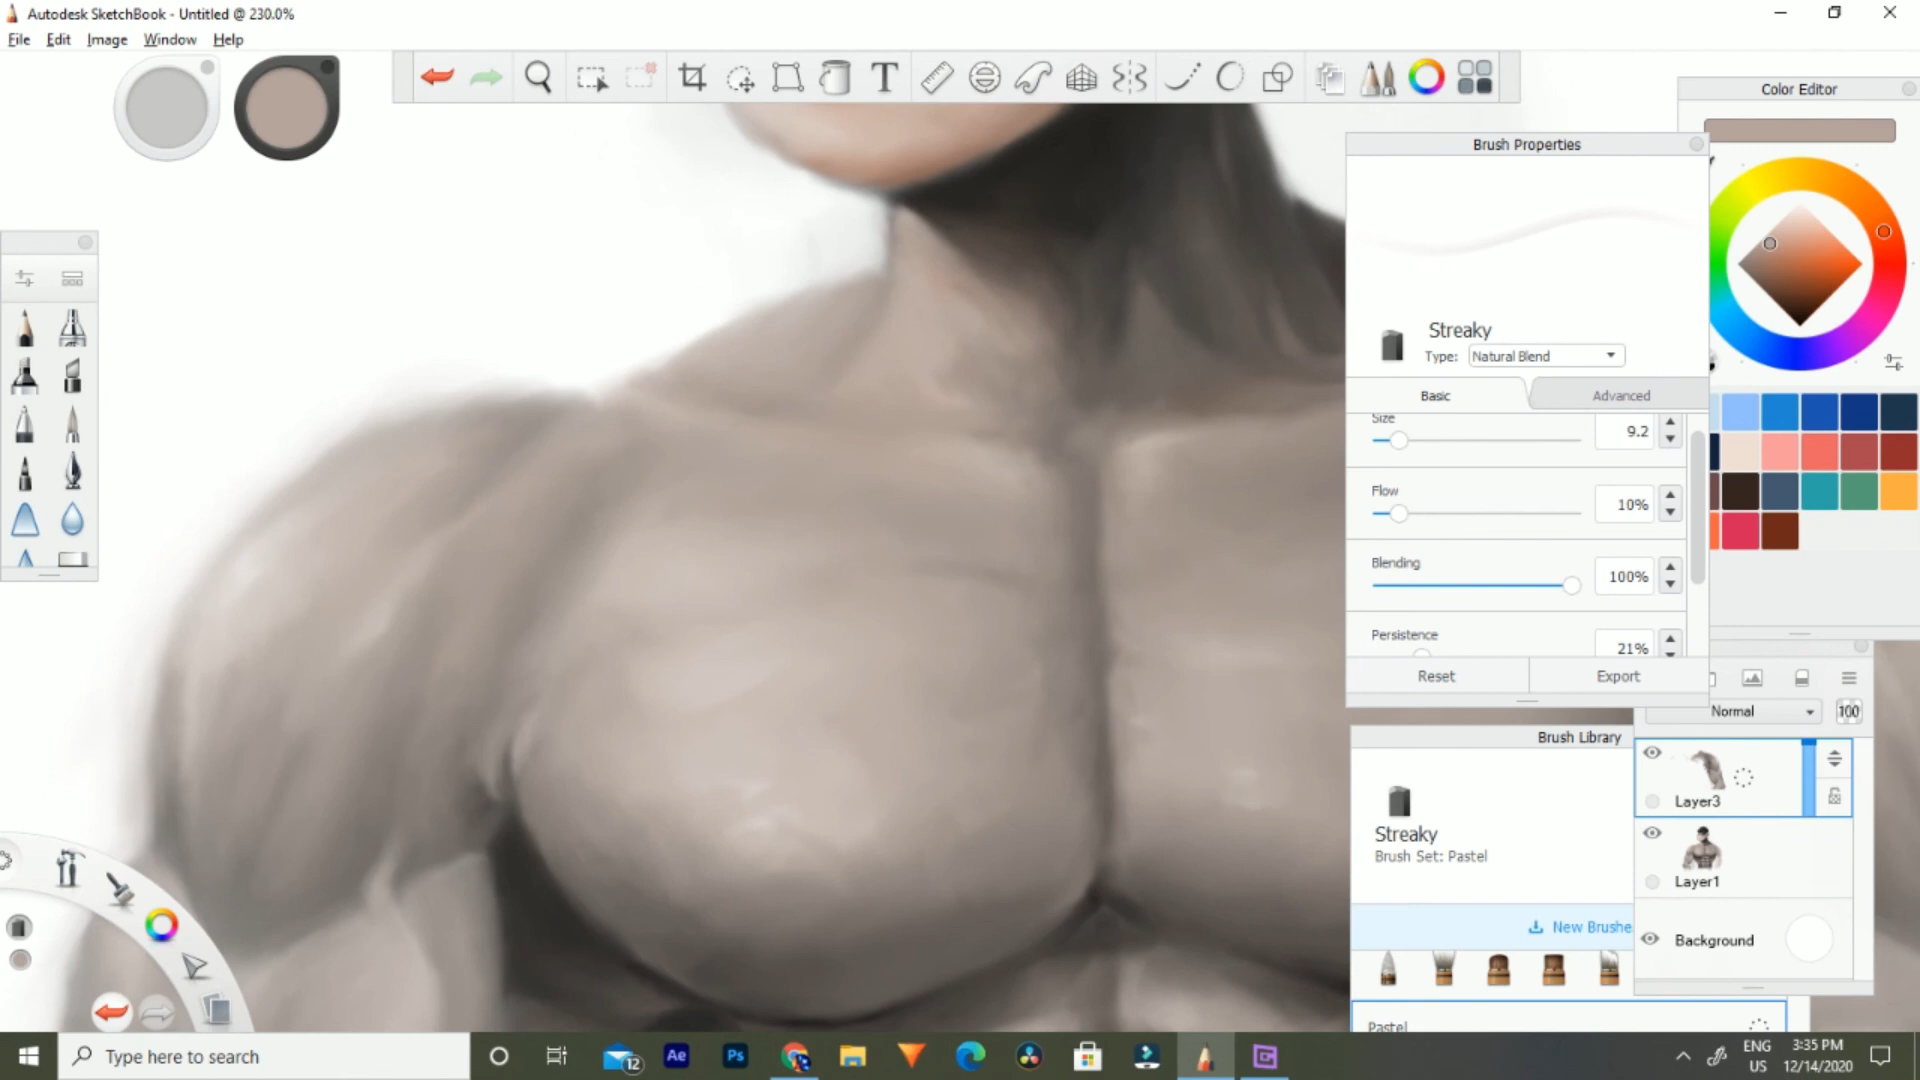 Autodesk SketchBook - Untitled @ 230.0%
File Edit Image Window Help
T
Color Editor
Brush Properties
Streaky
Type: Natural Blend
Basic Advanced
Size 9.2
Flow 10%
Blending 100%
Persistence 21%
Reset Export
Normal 100
Brush Library
Layer3
Streaky
Brush Set: Pastel
Layer1
New Brushe
Background
Pastel
Type here to search
12
Ae
Ps
ENG
US
3:35 PM
12/14/2020